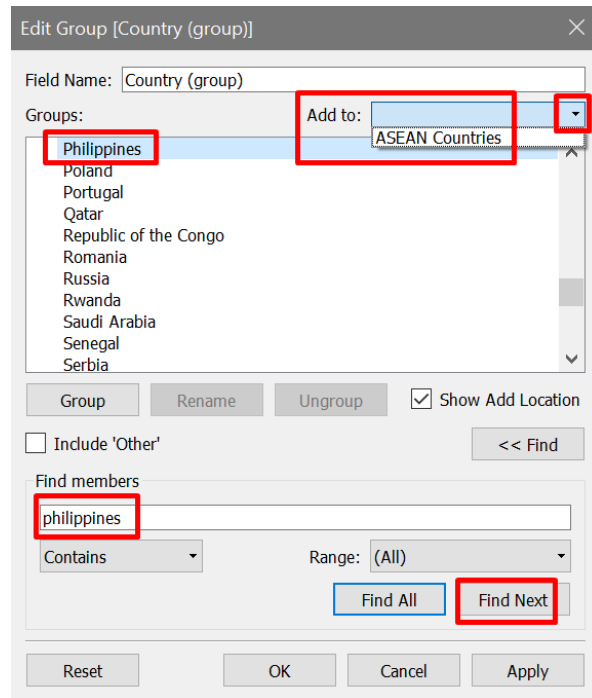 Edit Group [Country (group)]
Field Name: Country (group)
Groups: Add to:
ASEAN Countries
Philippines
Poland
Portugal
Qatar
Republic of the Congo
Romania
Russia
Rwanda
Saudi Arabia
Senegal
Serbia
Group Rename Ungroup Show Add Location
Include 'Other' << Find
Find members
philippines
Contains Range: (All)
Find All Find Next
Reset OK Cancel Apply